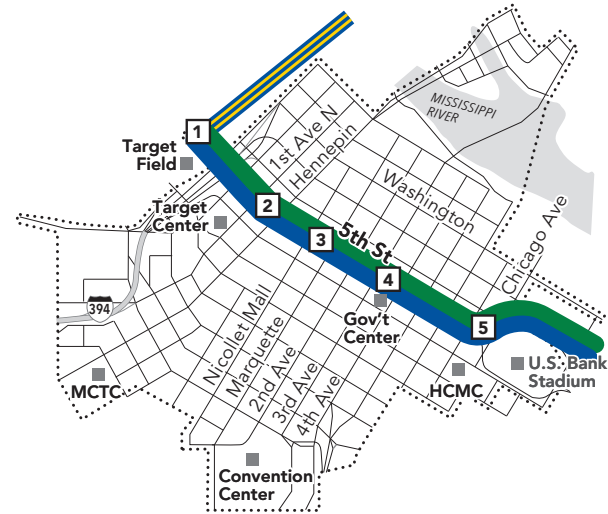 MISSISSIPPI
RIVER
1
Target
Field
1st Ave N
Hennepin
Washington
Target
Center
2
3
5th St
4
Chicago Ave
394
Nicollet Mall
Marquette
2nd Ave
3rd Ave
4th Ave
Gov't
Center
5
MCTC
HCMC
U.S. Bank
Stadium
Convention
Center